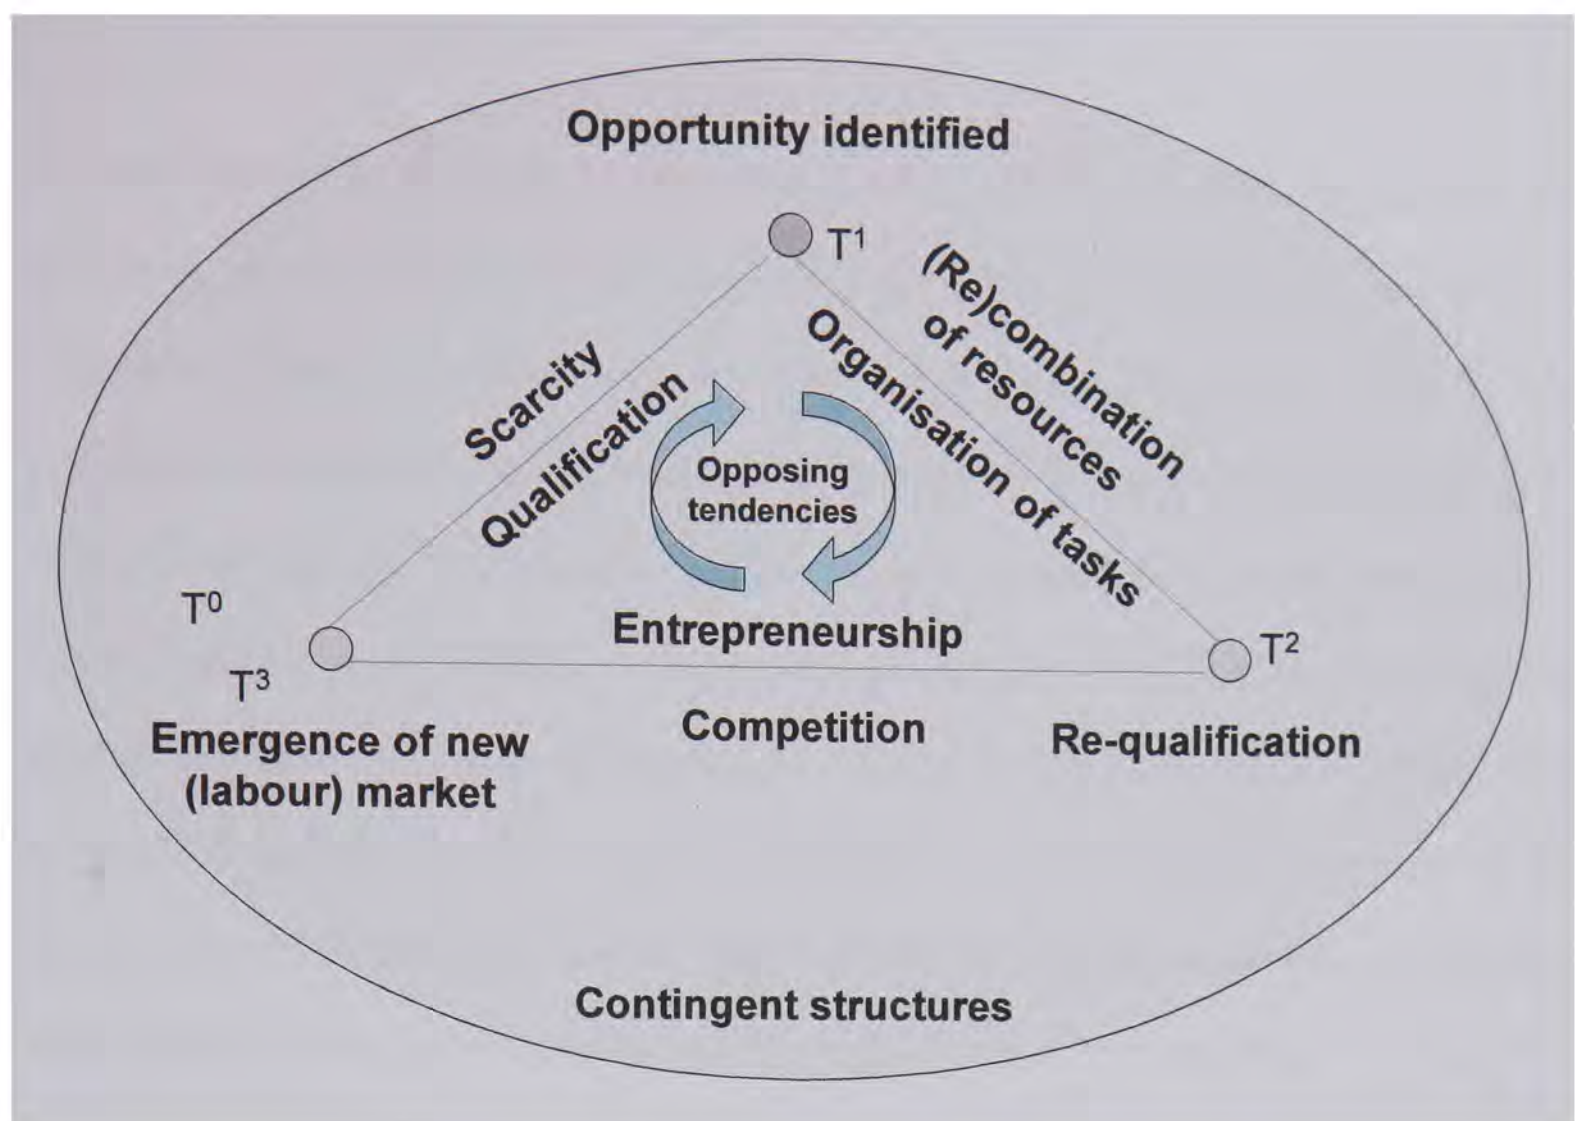 Opportunity identified
T¹
(Re)combination
of resources
Organisation of tasks
Scarcity
Qualification
Opposing
tendencies
T⁰
T³
Entrepreneurship
T²
Emergence of new
(labour) market
Competition
Re-qualification
Contingent structures